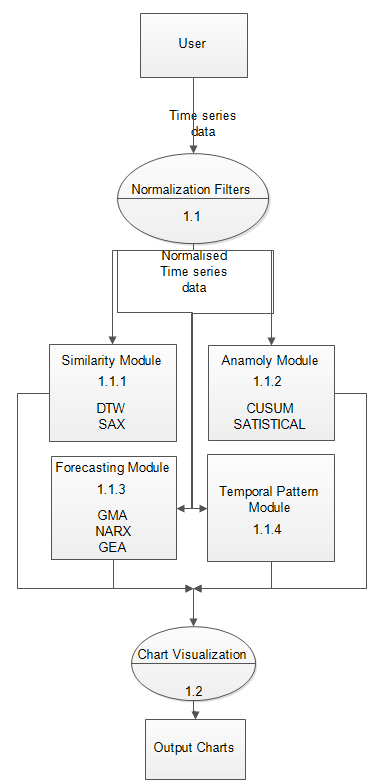 User
Time series
data
Normalization Filters
1.1
Normalised
Time series
data
Similarity Module
1.1.1
DTW
SAX
Anamoly Module
1.1.2
CUSUM
SATISTICAL
Forecasting Module
1.1.3
GMA
NARX
GEA
Temporal Pattern
Module
1.1.4
Chart Visualization
1.2
Output Charts